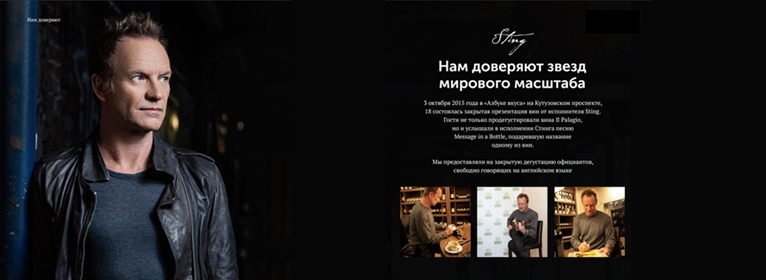 Нам доверяют
Sting
Нам доверяют звезд
мирового масштаба
3 октября 2015 года в «Азбуке вкуса» на Кутузовском проспекте,
18 состоялась закрытая презентация вин от исполнителя Sting.
Гости не только продегустировали вина Il Palagio,
но и услышали в исполнении Стинга песню
Message in a Bottle, подарившую название
одному из вин.
Мы предоставляли на закрытую дегустацию официантов,
свободно говорящих на английском языке